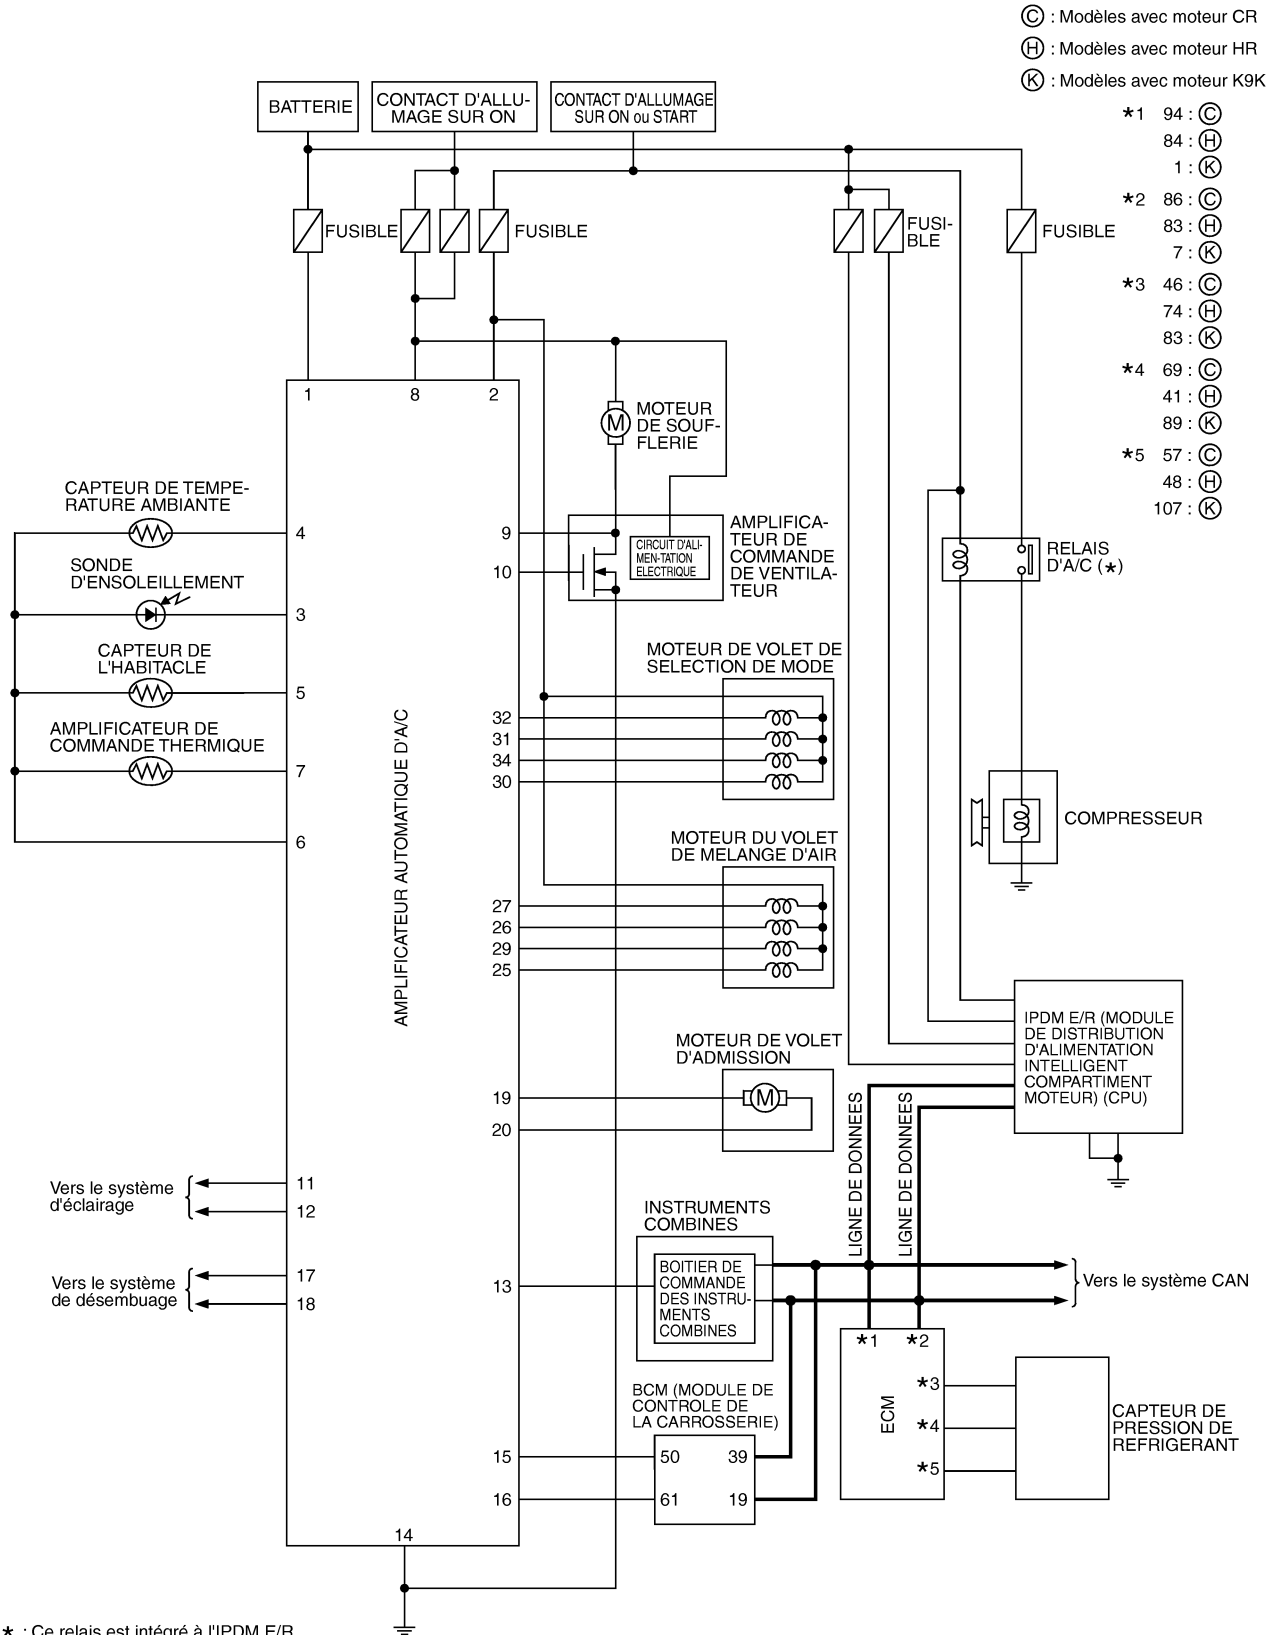 Ⓒ : Modèles avec moteur CR
Ⓗ : Modèles avec moteur HR
Ⓚ : Modèles avec moteur K9K
*1 94 : Ⓒ
84 : Ⓗ
1 : Ⓚ
*2 86 : Ⓒ
83 : Ⓗ
7 : Ⓚ
*3 46 : Ⓒ
74 : Ⓗ
83 : Ⓚ
*4 69 : Ⓒ
41 : Ⓗ
89 : Ⓚ
*5 57 : Ⓒ
48 : Ⓗ
107 : Ⓚ
BATTERIE
CONTACT D'ALLU-
MAGE SUR ON
CONTACT D'ALLUMAGE
SUR ON ou START
FUSIBLE
FUSIBLE
FUSI-
BLE
FUSIBLE
1
8
2
MOTEUR
DE SOUF-
FLERIE
M
CAPTEUR DE TEMPE-
RATURE AMBIANTE
4
SONDE
D'ENSOLEILLEMENT
3
CAPTEUR DE
L'HABITACLE
5
AMPLIFICATEUR DE
COMMANDE THERMIQUE
7
6
9
10
CIRCUIT D'ALI-
MEN-TATION
ELECTRIQUE
AMPLIFICA-
TEUR DE
COMMANDE
DE VENTILA-
TEUR
RELAIS
D'A/C (*)
MOTEUR DE VOLET DE
SELECTION DE MODE
32
31
34
30
AMPLIFICATEUR AUTOMATIQUE D'A/C
COMPRESSEUR
MOTEUR DU VOLET
DE MELANGE D'AIR
27
26
29
25
IPDM E/R (MODULE
DE DISTRIBUTION
D'ALIMENTATION
INTELLIGENT
COMPARTIMENT
MOTEUR) (CPU)
MOTEUR DE VOLET
D'ADMISSION
M
19
20
LIGNE DE DONNEES
LIGNE DE DONNEES
Vers le système
d'éclairage
11
12
Vers le système
de désembuage
17
18
INSTRUMENTS
COMBINES
13
BOITIER DE
COMMANDE
DES INSTRU-
MENTS
COMBINES
Vers le système CAN
*1
*2
*3
*4
*5
ECM
CAPTEUR DE
PRESSION DE
REFRIGERANT
BCM (MODULE DE
CONTROLE DE
LA CARROSSERIE)
15
50
39
16
61
19
14
* : Ce relais est intégré à l'IPDM E/R